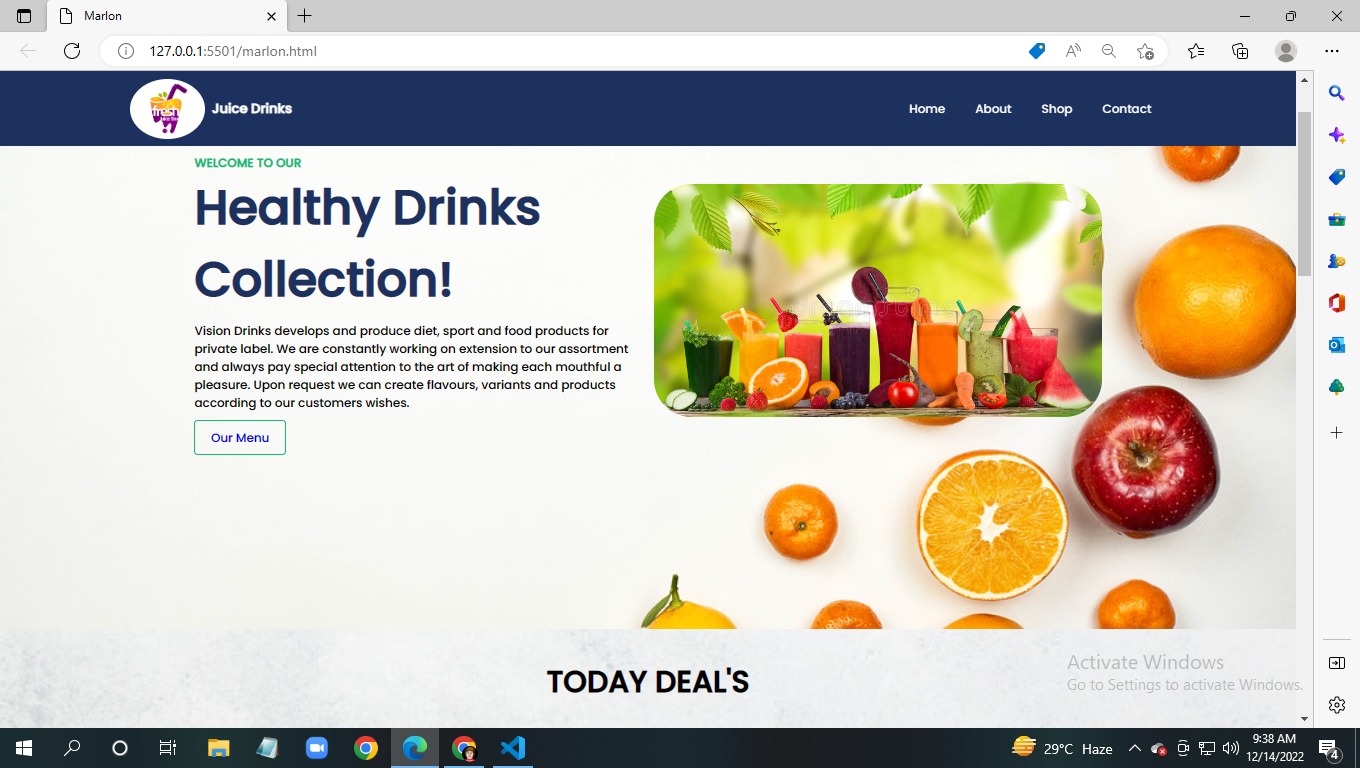 Marlon
127.0.0.1:5501/marlon.html
fresh
Juice Drinks
Home
About
Shop
Contact
WELCOME TO OUR
Healthy Drinks
Collection!
Vision Drinks develops and produce diet, sport and food products for
private label. We are constantly working on extension to our assortment
and always pay special attention to the art of making each mouthful a
pleasure. Upon request we can create flavours, variants and products
according to our customers wishes.
Our Menu
TODAY DEAL'S
Activate Windows
Go to Settings to activate Windows.
29°C Haze
9:38 AM
12/14/2022
4